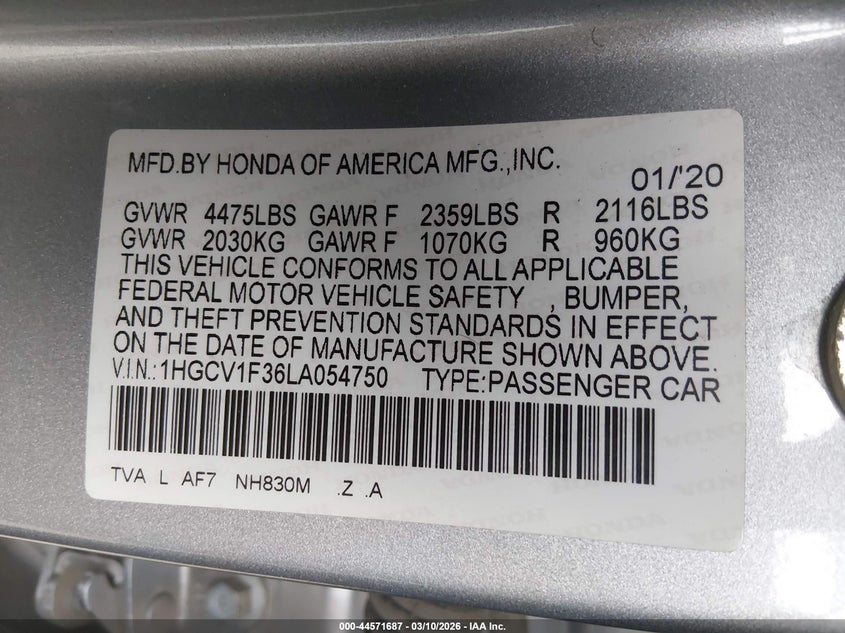 MFD.BY HONDA OF AMERICA MFG.,INC. 01/'20
GVWR 4475LBS GAWR F 2359LBS R 2116LBS
GVWR 2030KG GAWR F 1070KG R 960KG
THIS VEHICLE CONFORMS TO ALL APPLICABLE
FEDERAL MOTOR VEHICLE SAFETY , BUMPER,
AND THEFT PREVENTION STANDARDS IN EFFECT
ON THE DATE OF MANUFACTURE SHOWN ABOVE.
V.I.N.:1HGCV1F36LA054750 TYPE:PASSENGER CAR
TVA L AF7 NH830M .Z .A
HONDA
000-44571687 - 03/10/2026 - © IAA Inc.